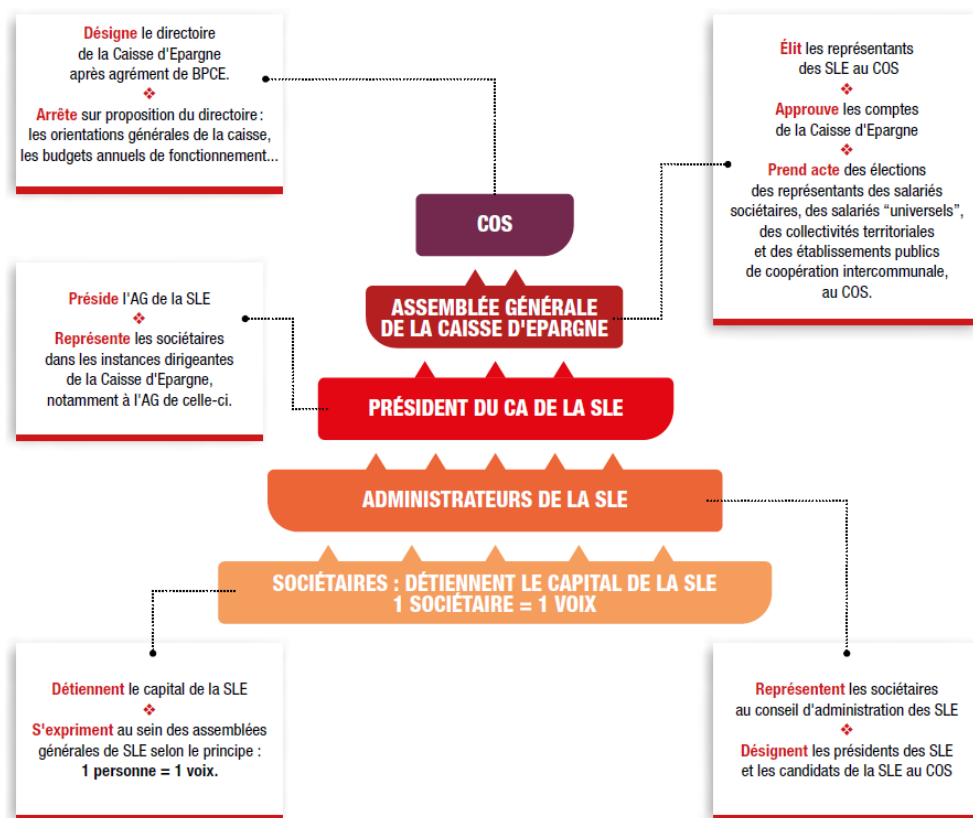 Désigne le directoire
de la Caisse d'Epargne
après agrément de BPCE.
Arrête sur proposition du directoire :
les orientations générales de la caisse,
les budgets annuels de fonctionnement...
Élit les représentants
des SLE au COS
Approuve les comptes
de la Caisse d'Epargne
Prend acte des élections
des représentants des salariés
sociétaires, des salariés “universels”,
des collectivités territoriales
et des établissements publics
de coopération intercommunale,
au COS.
COS
ASSEMBLÉE GÉNÉRALE
DE LA CAISSE D'EPARGNE
Préside l'AG de la SLE
Représente les sociétaires
dans les instances dirigeantes
de la Caisse d'Epargne,
notamment à l'AG de celle-ci.
PRÉSIDENT DU CA DE LA SLE
ADMINISTRATEURS DE LA SLE
SOCIÉTAIRES : DÉTIENNENT LE CAPITAL DE LA SLE
1 SOCIÉTAIRE = 1 VOIX
Détiennent le capital de la SLE
S'expriment au sein des assemblées
générales de SLE selon le principe :
1 personne = 1 voix.
Représentent les sociétaires
au conseil d'administration des SLE
Désignent les présidents des SLE
et les candidats de la SLE au COS